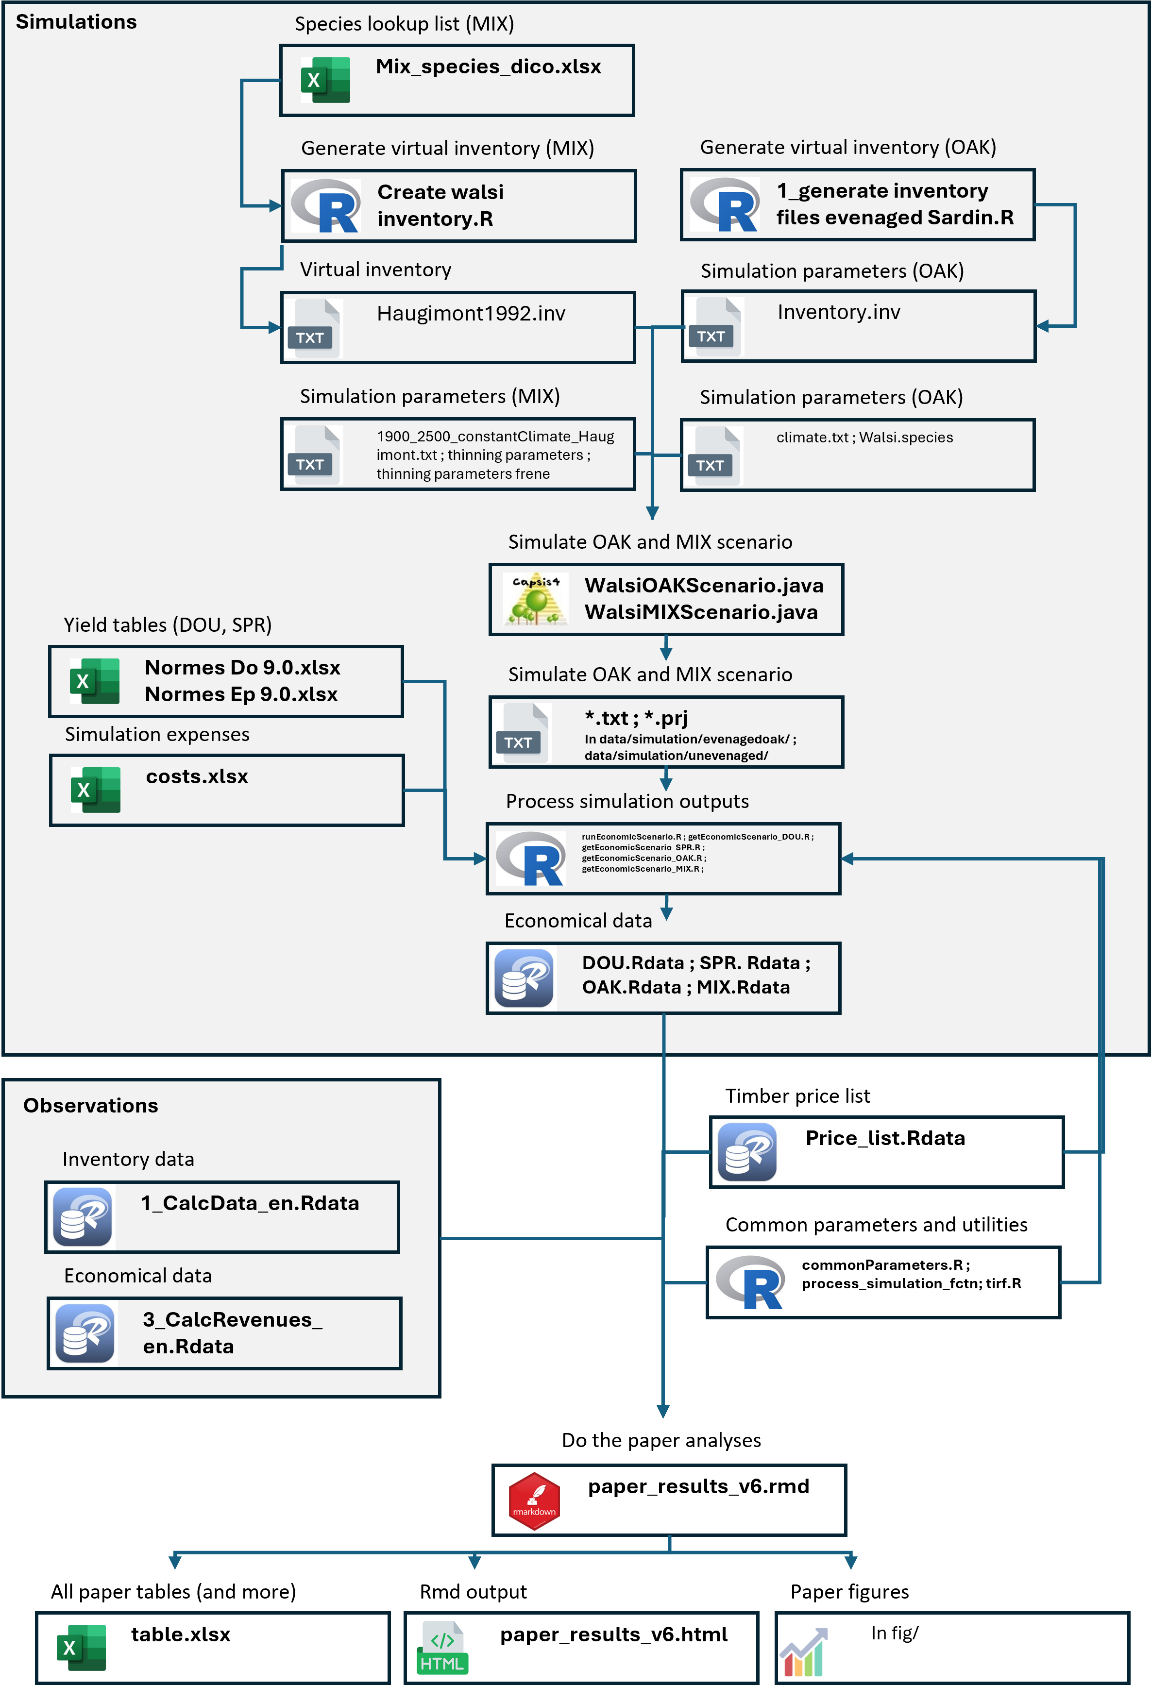 Simulations
Species lookup list (MIX)
Mix_species_dico.xlsx
Generate virtual inventory (MIX)
Create walsi
inventory.R
Generate virtual inventory (OAK)
1_generate inventory
files evenaged Sardin.R
Virtual inventory
TXT
Haugimont1992.inv
Simulation parameters (OAK)
TXT
Inventory.inv
Simulation parameters (MIX)
TXT
1900_2500_constantClimate_Haug
imont.txt ; thinning parameters ;
thinning parameters frene
Simulation parameters (OAK)
TXT
climate.txt ; Walsi.species
Simulate OAK and MIX scenario
capsis4
WalsiOAKScenario.java
WalsiMIXScenario.java
Yield tables (DOU, SPR)
Normes Do 9.0.xlsx
Normes Ep 9.0.xlsx
Simulate OAK and MIX scenario
TXT
*.txt ; *.prj
In data/simulation/evenagedoak/ ;
data/simulation/unevenaged/
Simulation expenses
costs.xlsx
Process simulation outputs
runEconomicScenario.R ; getEconomicScenario_DOU.R ;
getEconomicScenario SPR.R ;
getEconomicScenario_OAK.R ;
getEconomicScenario_MIX.R ;
Economical data
DOU.Rdata ; SPR. Rdata ;
OAK.Rdata ; MIX.Rdata
Observations
Inventory data
1_CalcData_en.Rdata
Economical data
3_CalcRevenues_
en.Rdata
Timber price list
Price_list.Rdata
Common parameters and utilities
commonParameters.R ;
process_simulation_fctn; tirf.R
Do the paper analyses
rmarkdown
paper_results_v6.rmd
All paper tables (and more)
table.xlsx
Rmd output
HTML
paper_results_v6.html
Paper figures
In fig/